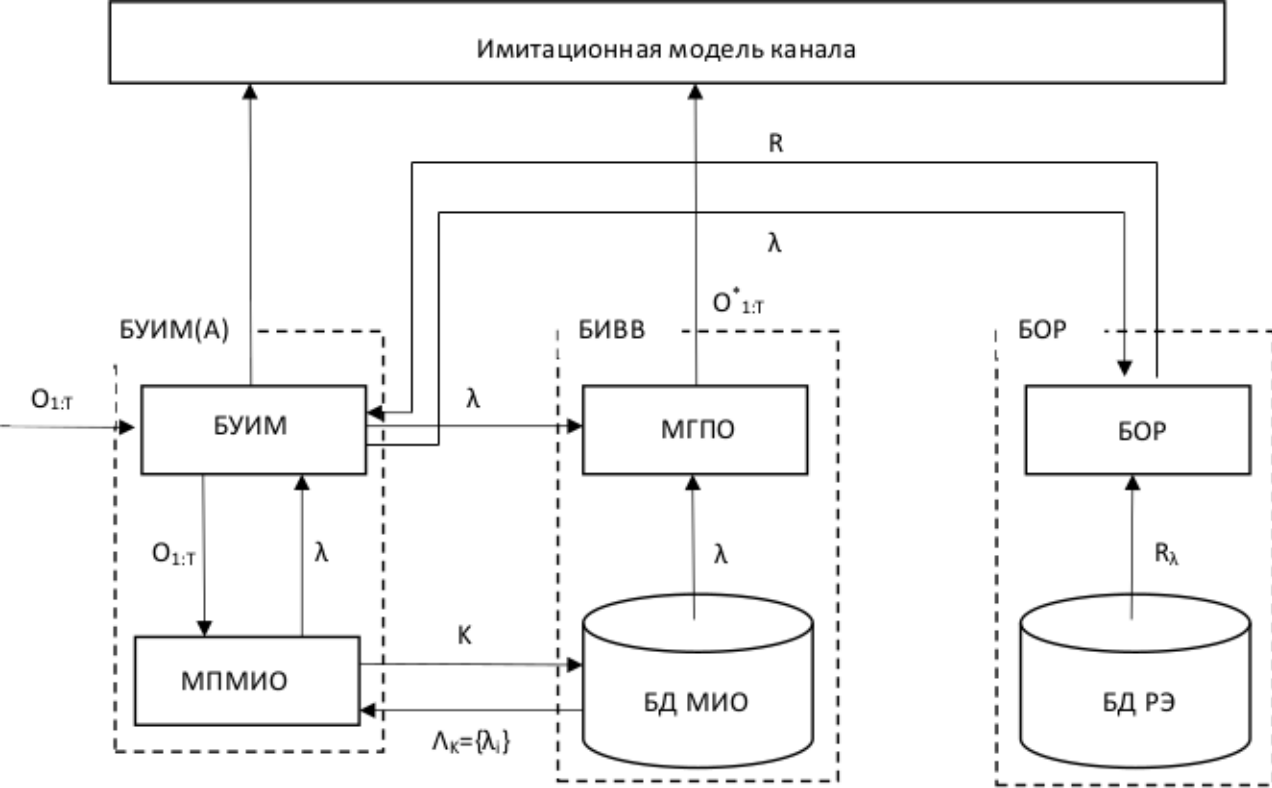 Имитационная модель канала
R
λ
O*1:T
БУИМ(А)
БИВВ
БОР
O1:T
БУИМ
λ
МГПО
БОР
O1:T
λ
λ
Rλ
K
МПМИО
БД МИО
БД РЭ
ΛK={λi}